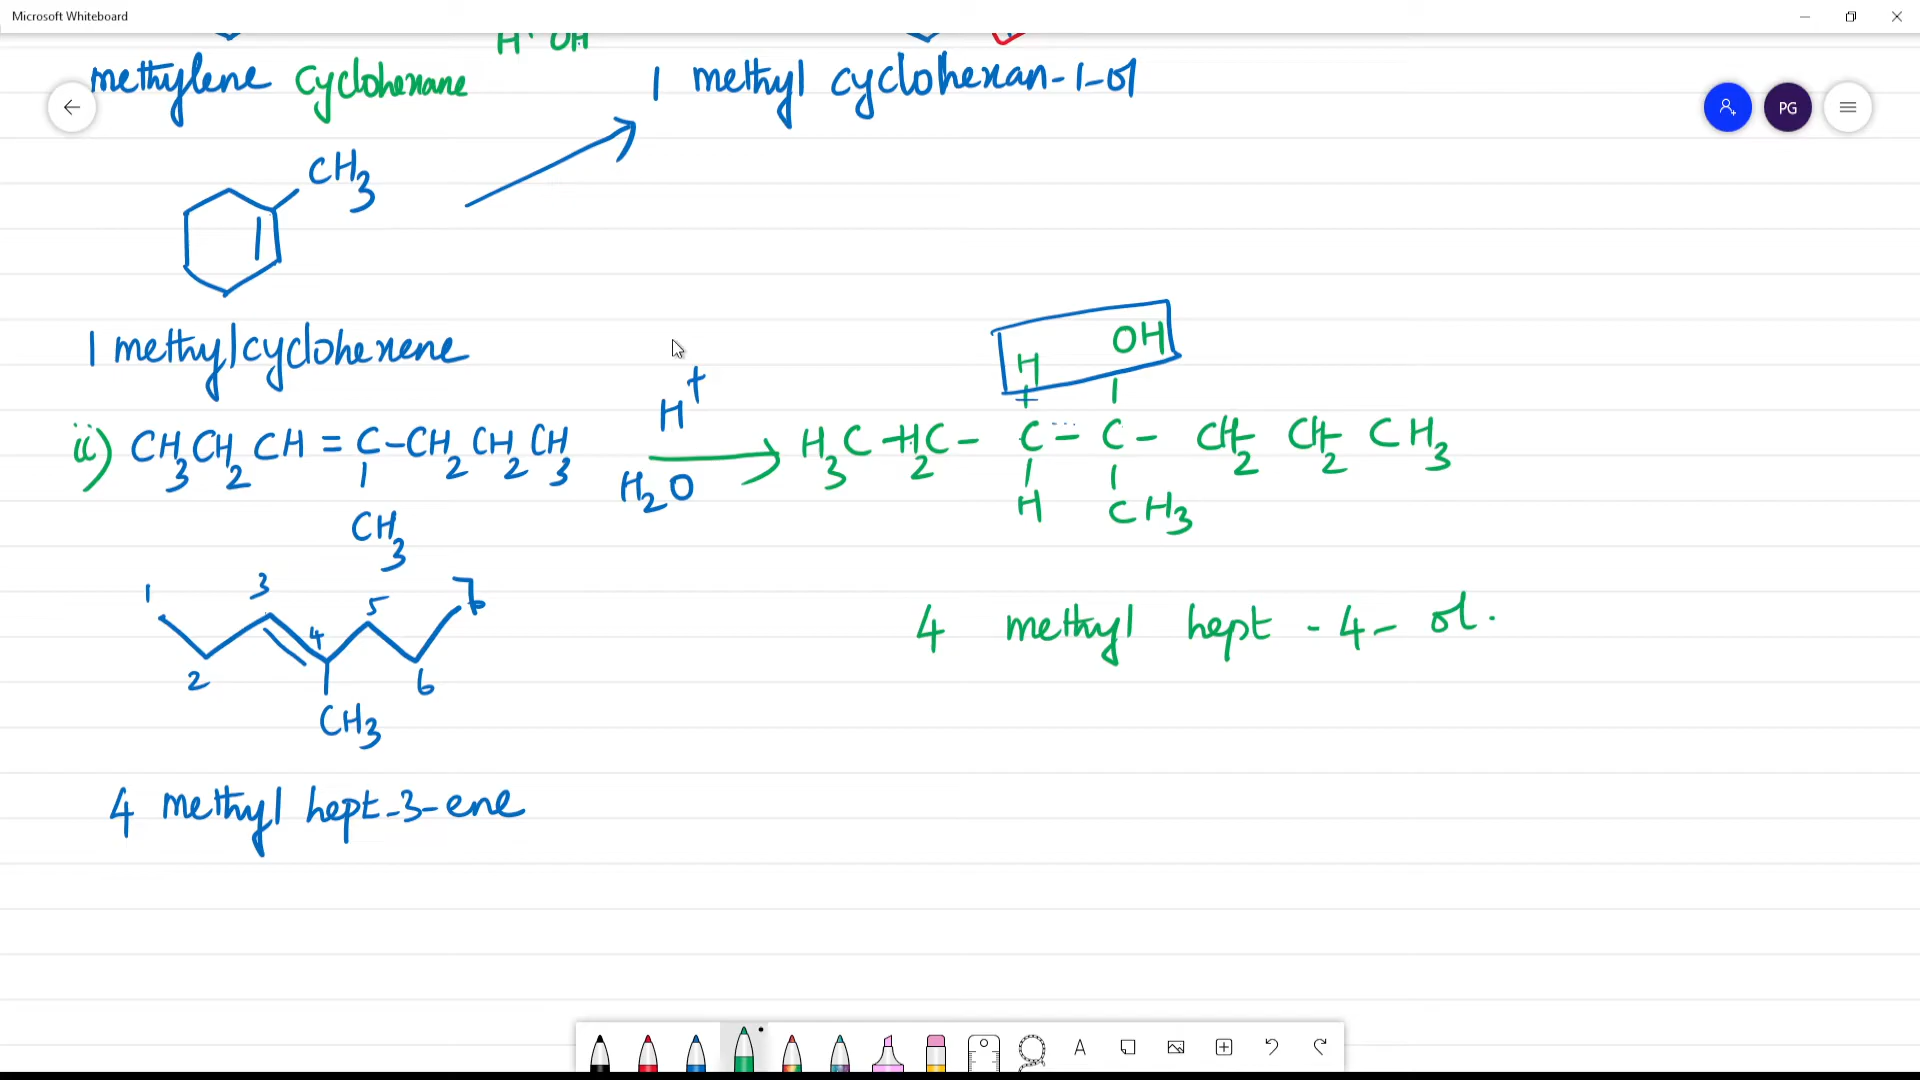 Microsoft Whiteboard
H OH
methylene cyclohexane
1 methyl cyclohexan-1-ol
PG
CH3
1 methylcyclohexene
H OH
ii) CH3CH2CH=C-CH2CH2CH3
CH3
H+
H2O
H3C-H2C-C-C-CH2CH2CH3
H CH3
1 2 3 4 5 6 7
CH3
4 methyl hept-4-ol.
4 methyl hept-3-ene
A